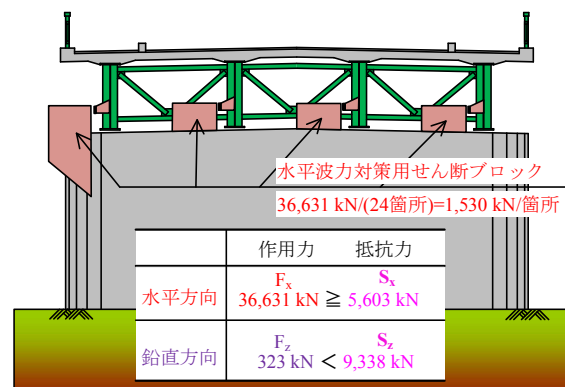 水平波力対策用せん断ブロック
36,631 kN/(24箇所)=1,530 kN/箇所
作用力 抵抗力
水平方向 Fx ≧ Sx
36,631 kN 5,603 kN
鉛直方向 Fz < Sz
323 kN 9,338 kN